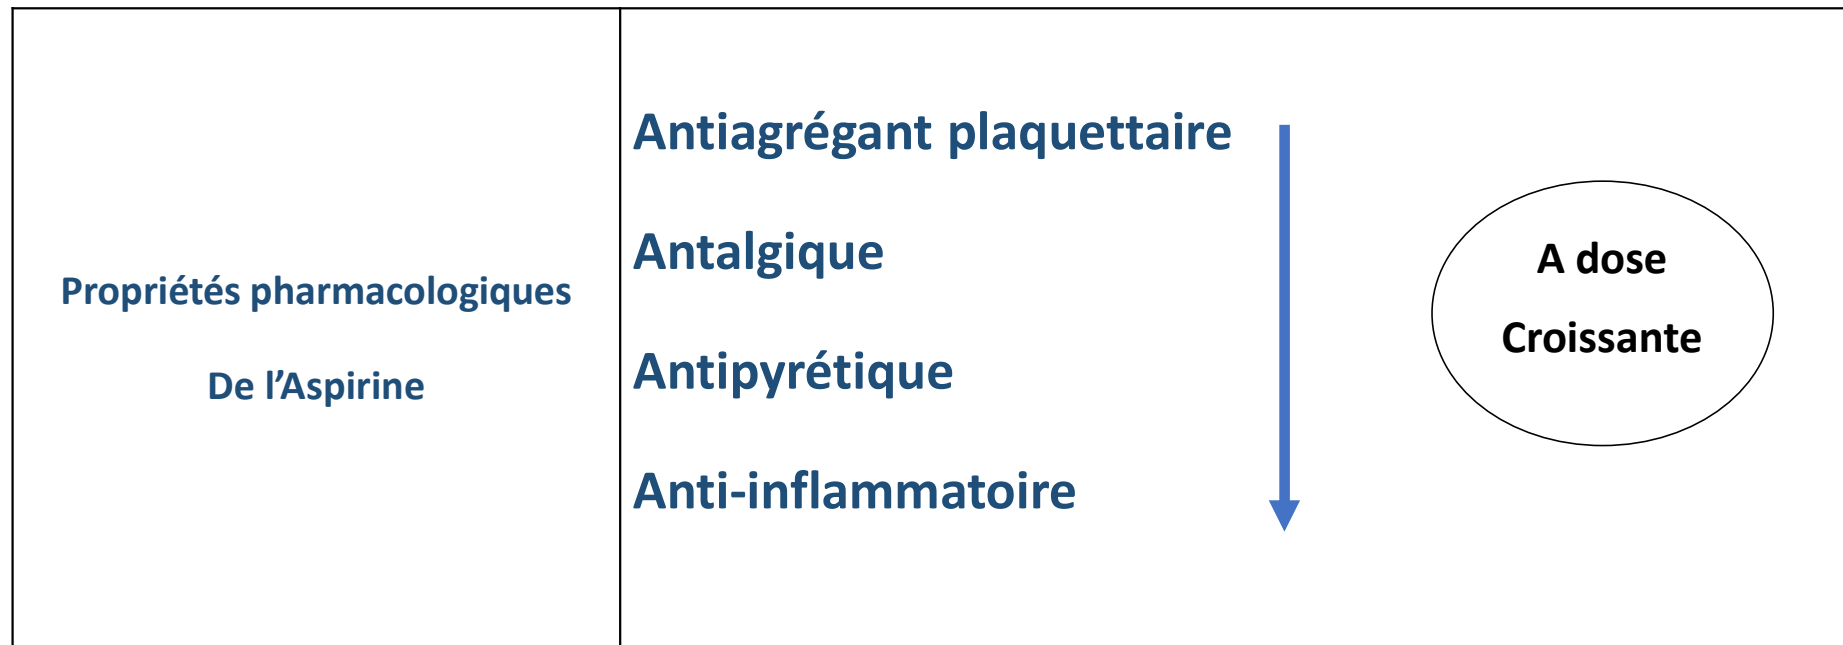 Propriétés pharmacologiques
De l’Aspirine
Antiagrégant plaquettaire
Antalgique
Antipyrétique
Anti-inflammatoire
A dose
Croissante